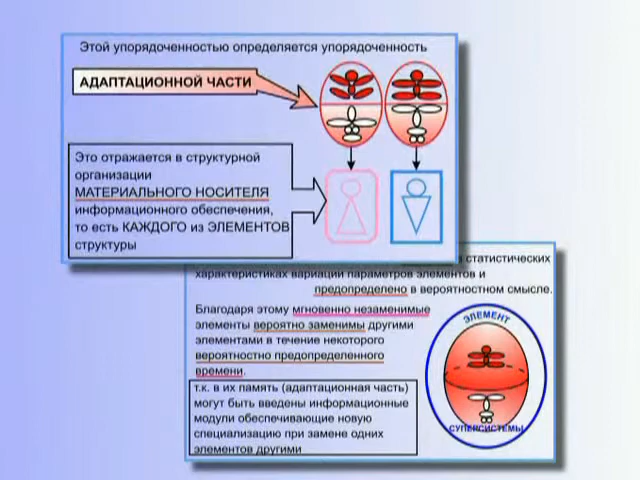 Этой упорядоченностью определяется упорядоченность
АДАПТАЦИОННОЙ ЧАСТИ
Это отражается в структурной
организации
МАТЕРИАЛЬНОГО НОСИТЕЛЯ
информационного обеспечения,
то есть КАЖДОГО из ЭЛЕМЕНТОВ
структуры
статистических
характеристиках вариации параметров элементов и
предопределено в вероятностном смысле.
Благодаря этому мгновенно незаменимые
элементы вероятно заменимы другими
элементами в течение некоторого
вероятностно предопределенного
времени.
т.к. в их память (адаптационная часть)
могут быть введены информационные
модули обеспечивающие новую
специализацию при замене одних
элементов другими
ЭЛЕМЕНТ
СУПЕРСИСТЕМЫ